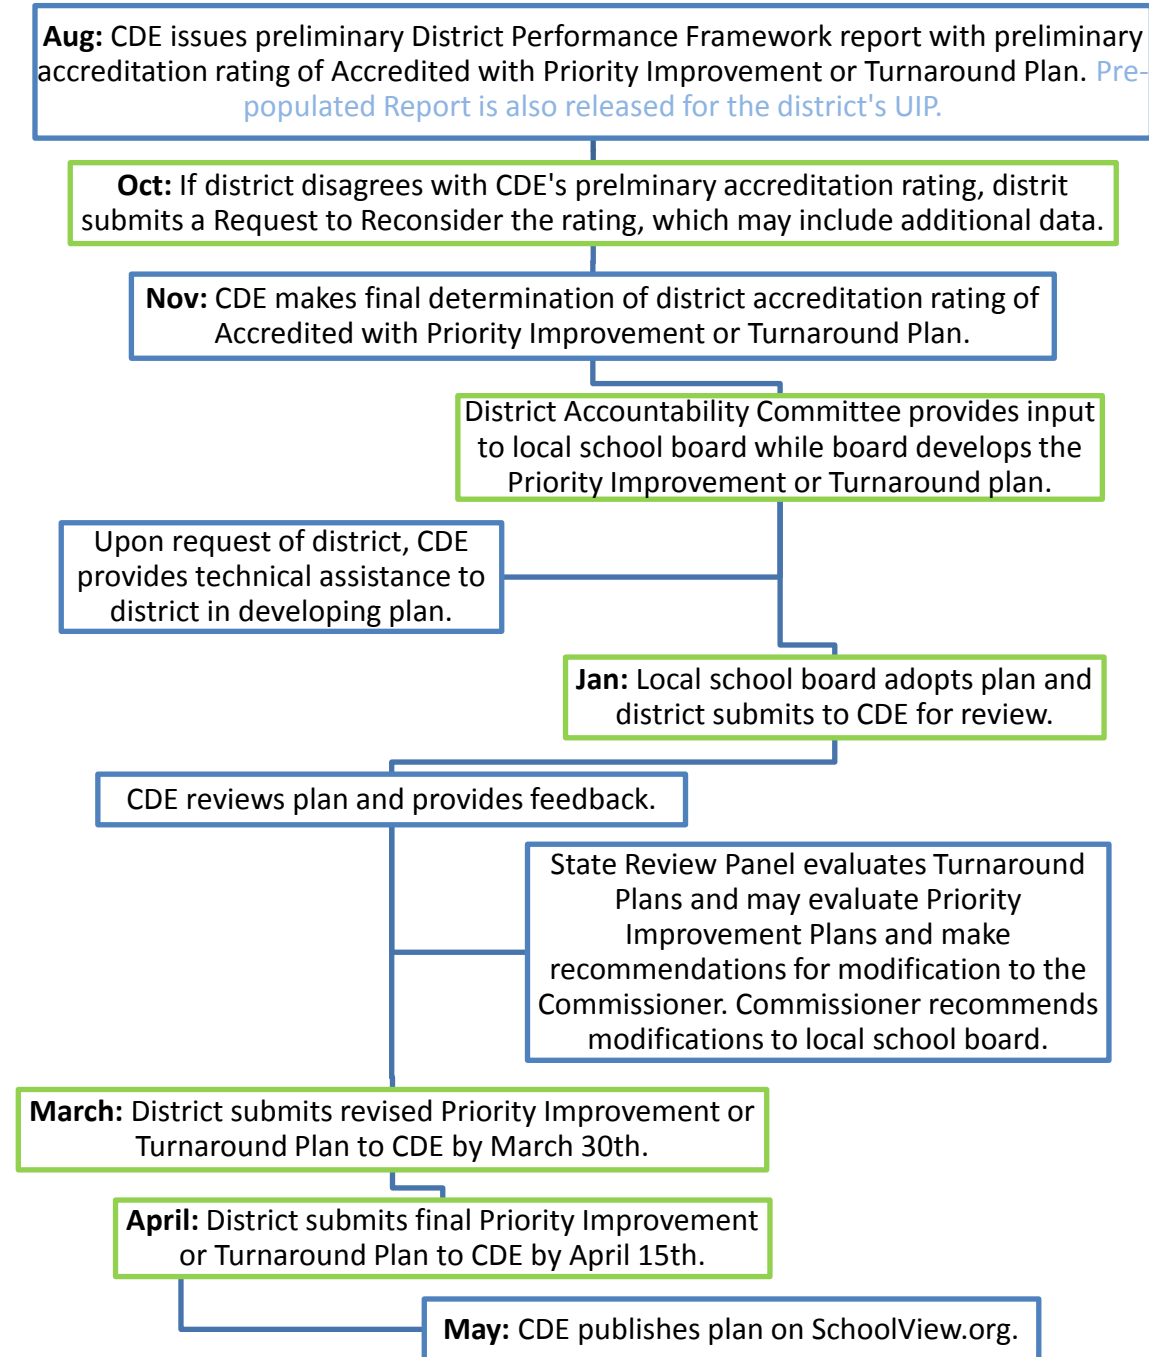 Aug: CDE issues preliminary District Performance Framework report with preliminary
accreditation rating of Accredited with Priority Improvement or Turnaround Plan. Pre-
populated Report is also released for the district's UIP.
Oct: If district disagrees with CDE's prelminary accreditation rating, distrit
submits a Request to Reconsider the rating, which may include additional data.
Nov: CDE makes final determination of district accreditation rating of
Accredited with Priority Improvement or Turnaround Plan.
District Accountability Committee provides input
to local school board while board develops the
Priority Improvement or Turnaround plan.
Upon request of district, CDE
provides technical assistance to
district in developing plan.
Jan: Local school board adopts plan and
district submits to CDE for review.
CDE reviews plan and provides feedback.
State Review Panel evaluates Turnaround
Plans and may evaluate Priority
Improvement Plans and make
recommendations for modification to the
Commissioner. Commissioner recommends
modifications to local school board.
March: District submits revised Priority Improvement or
Turnaround Plan to CDE by March 30th.
April: District submits final Priority Improvement
or Turnaround Plan to CDE by April 15th.
May: CDE publishes plan on SchoolView.org.